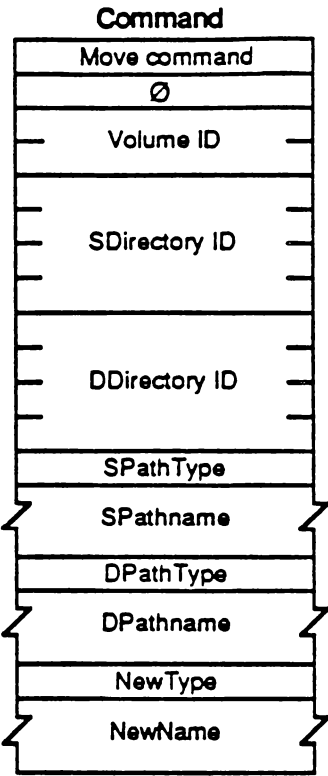 Command
Move command
Ø
Volume ID
SDirectory ID
DDirectory ID
SPathType
SPathname
DPathType
DPathname
NewType
NewName